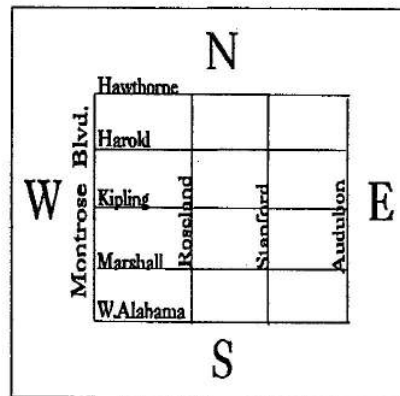 N
Hawthorne
Montrose Blvd.
Harold
W
Kipling
Roseland
Stanford
Audubon
E
Marshall
W.Alabama
S